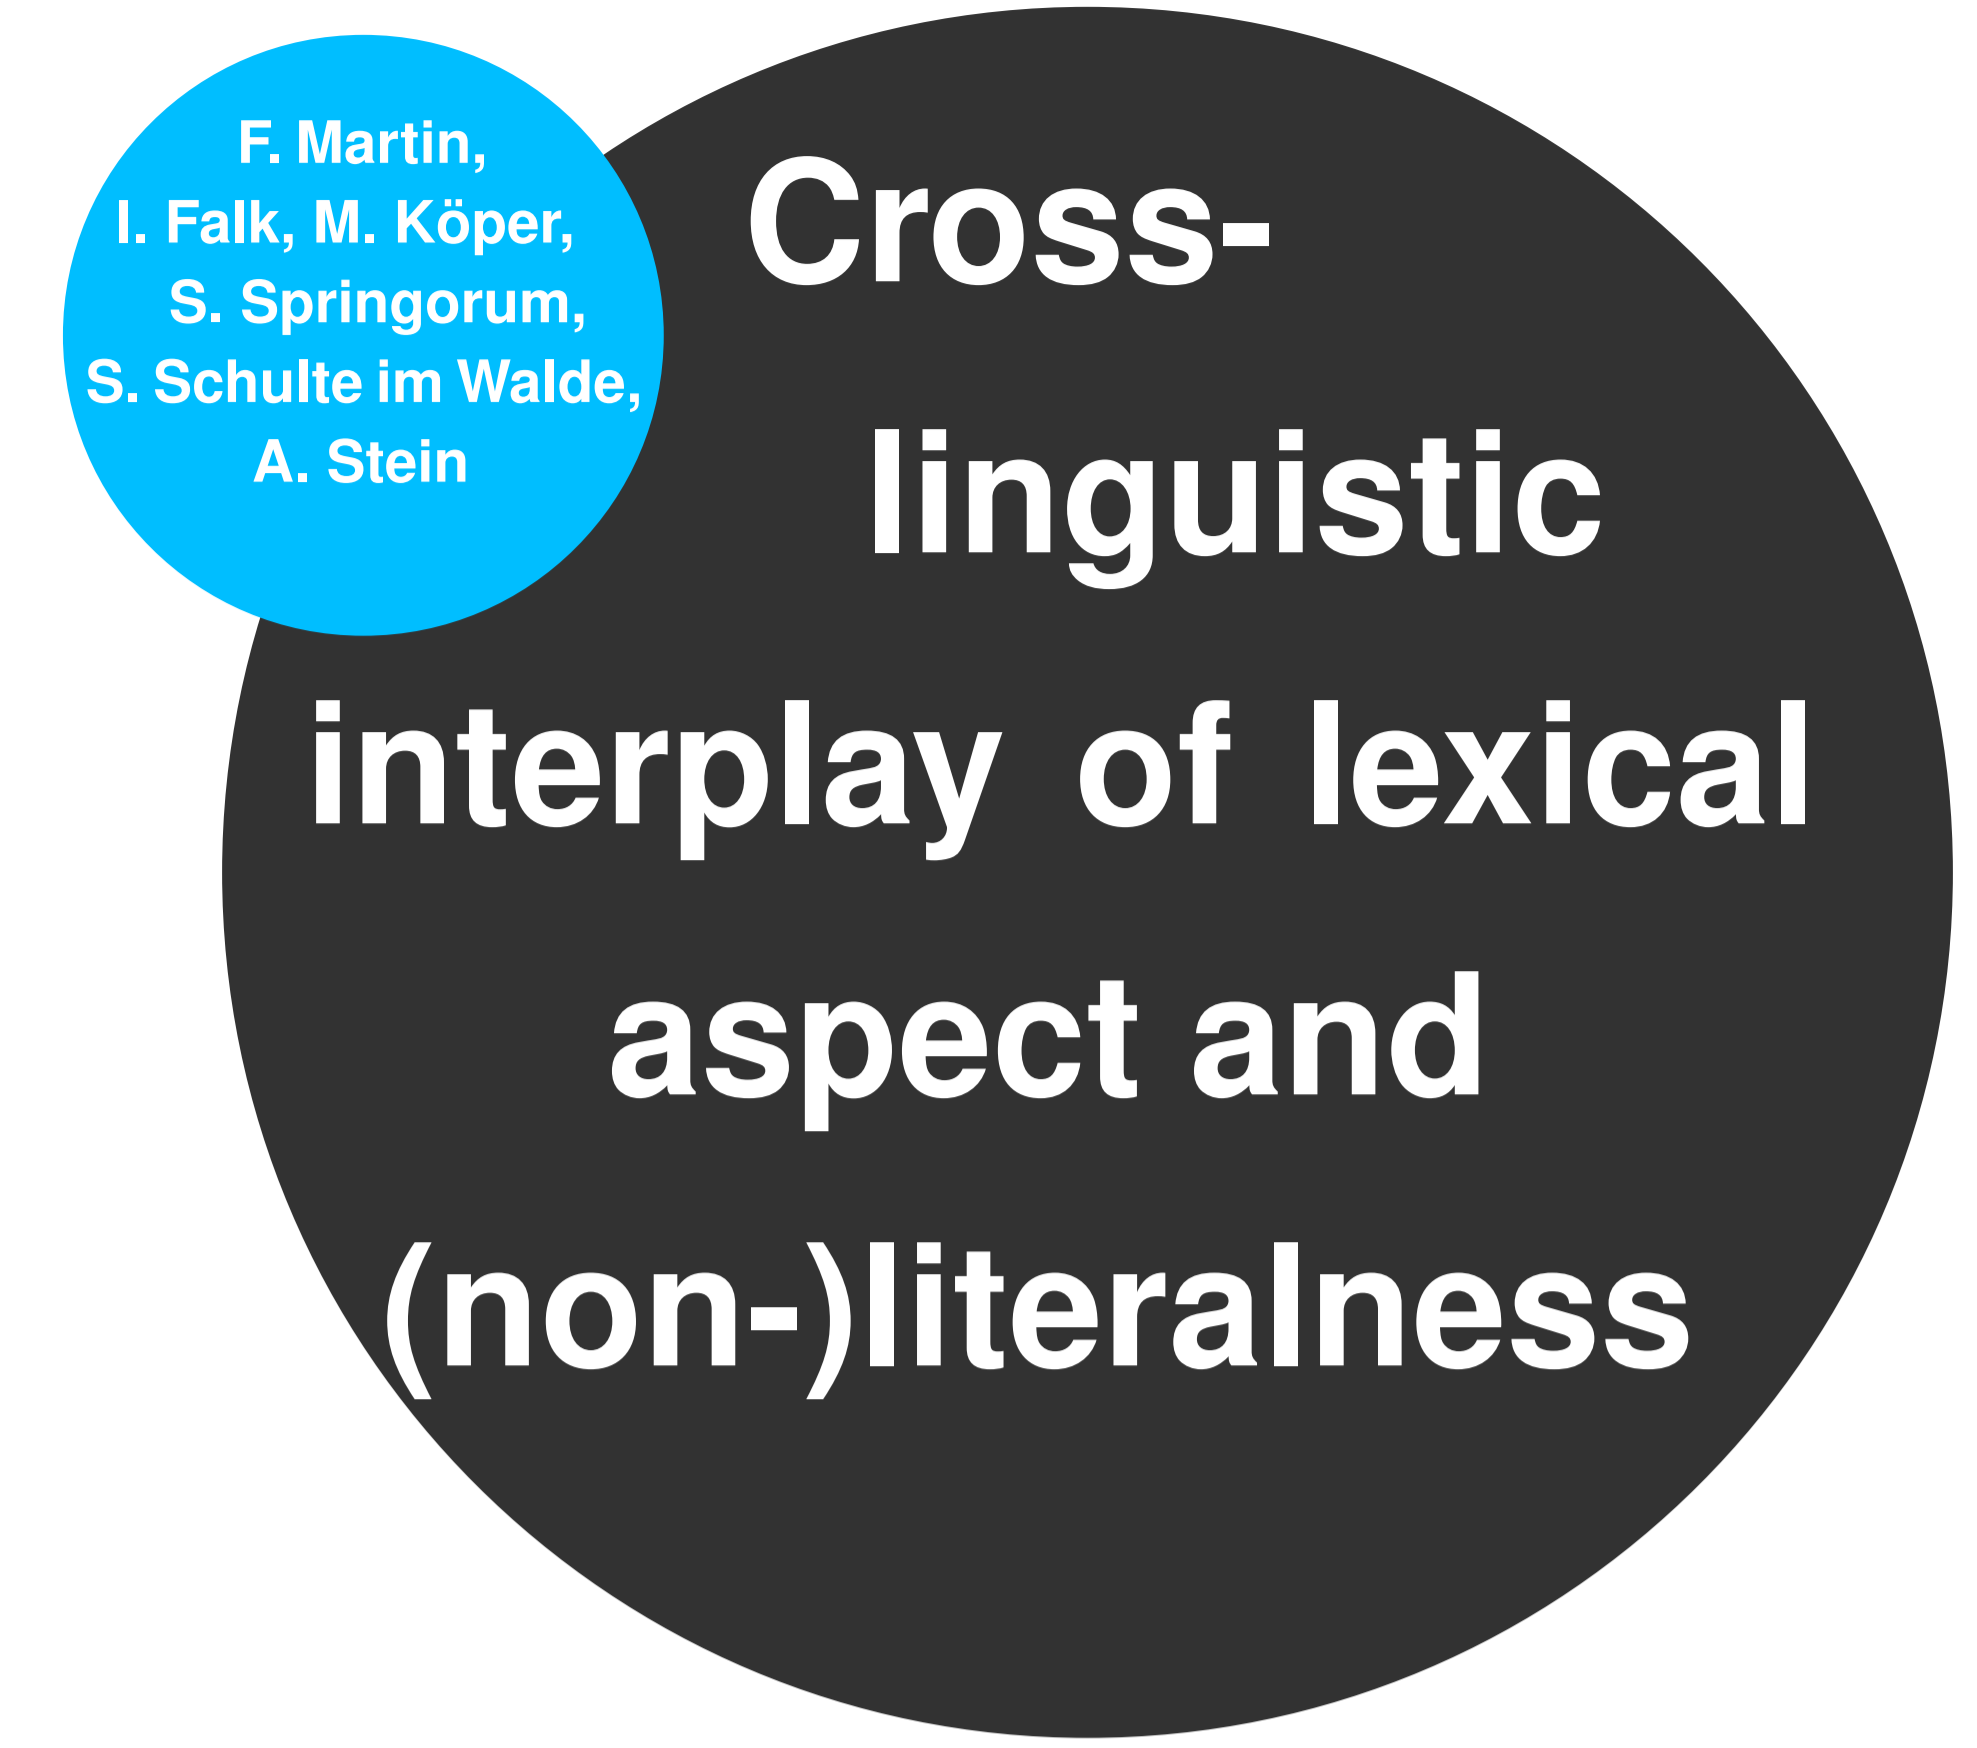 F. Martin,
I. Falk, M. Köper,
S. Springorum,
S. Schulte im Walde,
A. Stein
Cross-
linguistic
interplay of lexical
aspect and
(non-)literalness